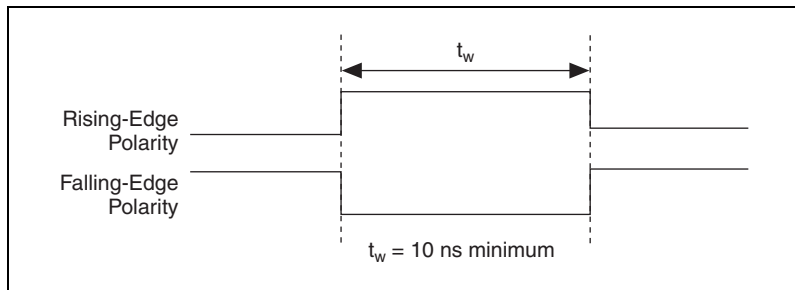 t_w
Rising-Edge
Polarity
Falling-Edge
Polarity
t_w = 10 ns minimum